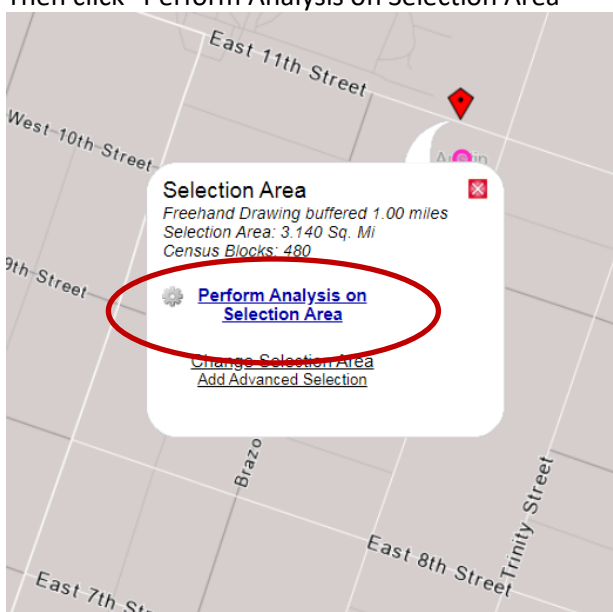 Then click "Perform Analysis on Selection Area"
East 11th Street
West 10th Street
Selection Area
Freehand Drawing buffered 1.00 miles
Selection Area: 3.140 Sq. Mi
Census Blocks: 480
9th Street
Perform Analysis on
Selection Area
Change Selection Area
Add Advanced Selection
Brazo
Trinity Street
East 8th Street
East 7th